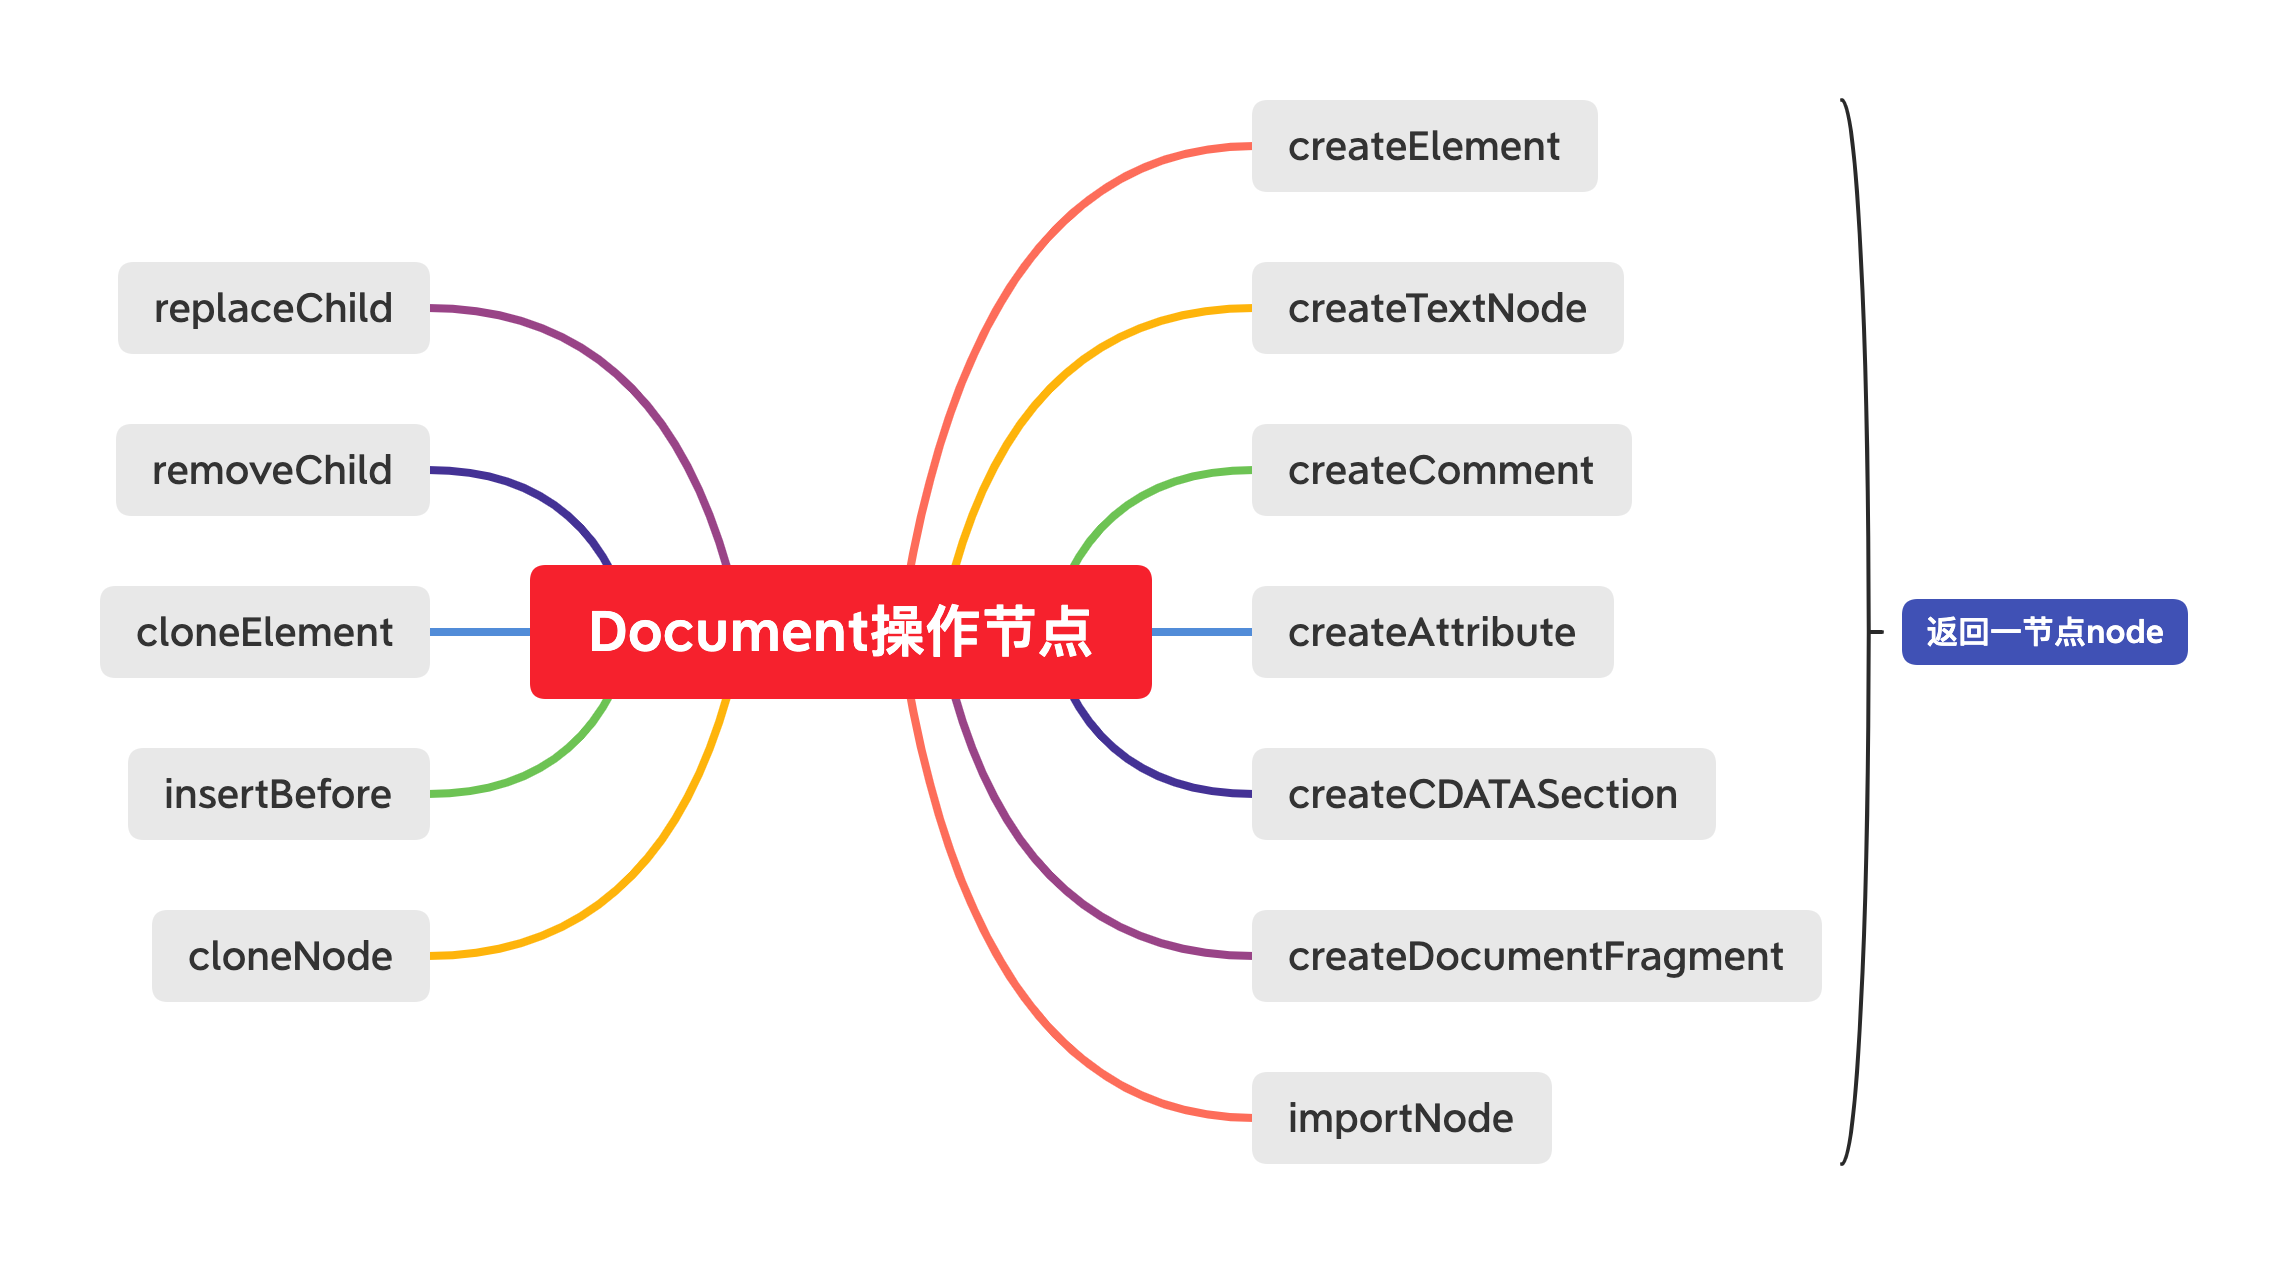 Document操作节点
createElement
createTextNode
createComment
createAttribute
createCDATASection
createDocumentFragment
importNode
返回一节点node
replaceChild
removeChild
cloneElement
insertBefore
cloneNode